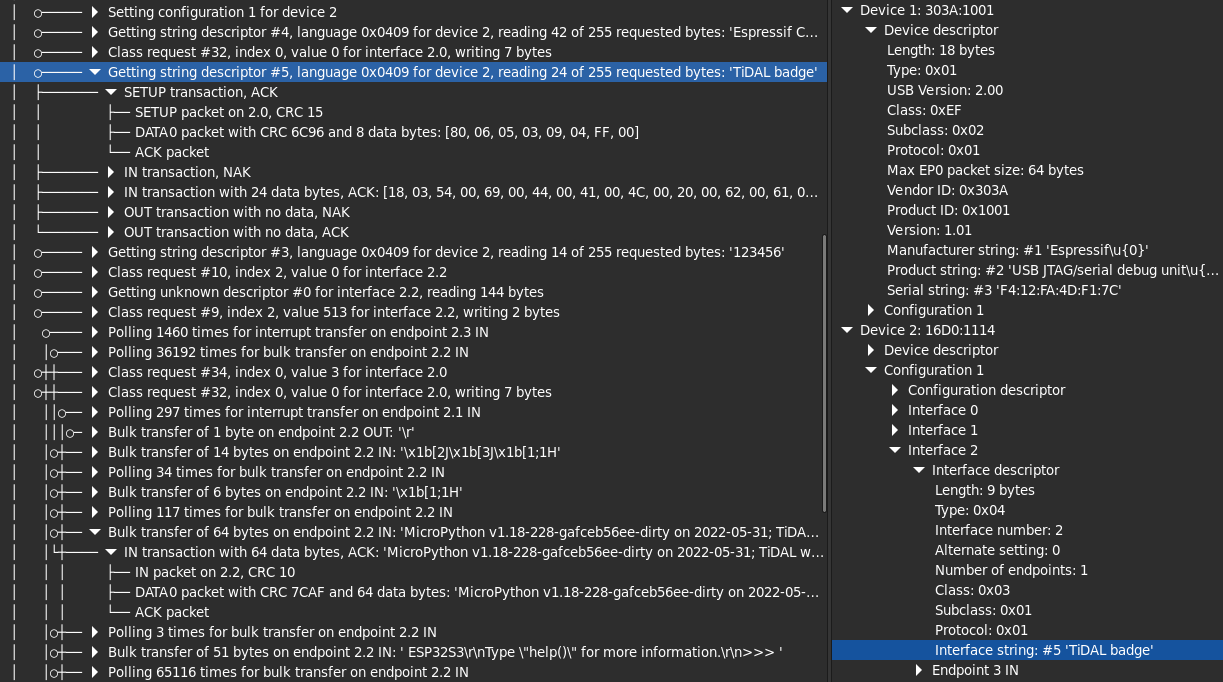 Setting configuration 1 for device 2
Getting string descriptor #4, language 0x0409 for device 2, reading 42 of 255 requested bytes: 'Espressif C...
Class request #32, index 0, value 0 for interface 2.0, writing 7 bytes
Getting string descriptor #5, language 0x0409 for device 2, reading 24 of 255 requested bytes: 'TiDAL badge'
SETUP transaction, ACK
SETUP packet on 2.0, CRC 15
DATA0 packet with CRC 6C96 and 8 data bytes: [80, 06, 05, 03, 09, 04, FF, 00]
ACK packet
IN transaction, NAK
IN transaction with 24 data bytes, ACK: [18, 03, 54, 00, 69, 00, 44, 00, 41, 00, 4C, 00, 20, 00, 62, 00, 61, 0...
OUT transaction with no data, NAK
OUT transaction with no data, ACK
Getting string descriptor #3, language 0x0409 for device 2, reading 14 of 255 requested bytes: '123456'
Class request #10, index 2, value 0 for interface 2.2
Getting unknown descriptor #0 for interface 2.2, reading 144 bytes
Class request #9, index 2, value 513 for interface 2.2, writing 2 bytes
Polling 1460 times for interrupt transfer on endpoint 2.3 IN
Polling 36192 times for bulk transfer on endpoint 2.2 IN
Class request #34, index 0, value 3 for interface 2.0
Class request #32, index 0, value 0 for interface 2.0, writing 7 bytes
Polling 297 times for interrupt transfer on endpoint 2.1 IN
Bulk transfer of 1 byte on endpoint 2.2 OUT: '\r'
Bulk transfer of 14 bytes on endpoint 2.2 IN: '\x1b[2J\x1b[3J\x1b[1;1H'
Polling 34 times for bulk transfer on endpoint 2.2 IN
Bulk transfer of 6 bytes on endpoint 2.2 IN: '\x1b[1;1H'
Polling 117 times for bulk transfer on endpoint 2.2 IN
Bulk transfer of 64 bytes on endpoint 2.2 IN: 'MicroPython v1.18-228-gafceb56ee-dirty on 2022-05-31; TiDA...
IN transaction with 64 data bytes, ACK: 'MicroPython v1.18-228-gafceb56ee-dirty on 2022-05-31; TiDAL w...
IN packet on 2.2, CRC 10
DATA0 packet with CRC 7CAF and 64 data bytes: 'MicroPython v1.18-228-gafceb56ee-dirty on 2022-05-...
ACK packet
Polling 3 times for bulk transfer on endpoint 2.2 IN
Bulk transfer of 51 bytes on endpoint 2.2 IN: ' ESP32S3\r\nType \"help()\" for more information.\r\n>>> '
Polling 65116 times for bulk transfer on endpoint 2.2 IN
Device 1: 303A:1001
Device descriptor
Length: 18 bytes
Type: 0x01
USB Version: 2.00
Class: 0xEF
Subclass: 0x02
Protocol: 0x01
Max EP0 packet size: 64 bytes
Vendor ID: 0x303A
Product ID: 0x1001
Version: 1.01
Manufacturer string: #1 'Espressif\u{0}'
Product string: #2 'USB JTAG/serial debug unit\u{...
Serial string: #3 'F4:12:FA:4D:F1:7C'
Configuration 1
Device 2: 16D0:1114
Device descriptor
Configuration 1
Configuration descriptor
Interface 0
Interface 1
Interface 2
Interface descriptor
Length: 9 bytes
Type: 0x04
Interface number: 2
Alternate setting: 0
Number of endpoints: 1
Class: 0x03
Subclass: 0x01
Protocol: 0x01
Interface string: #5 'TiDAL badge'
Endpoint 3 IN